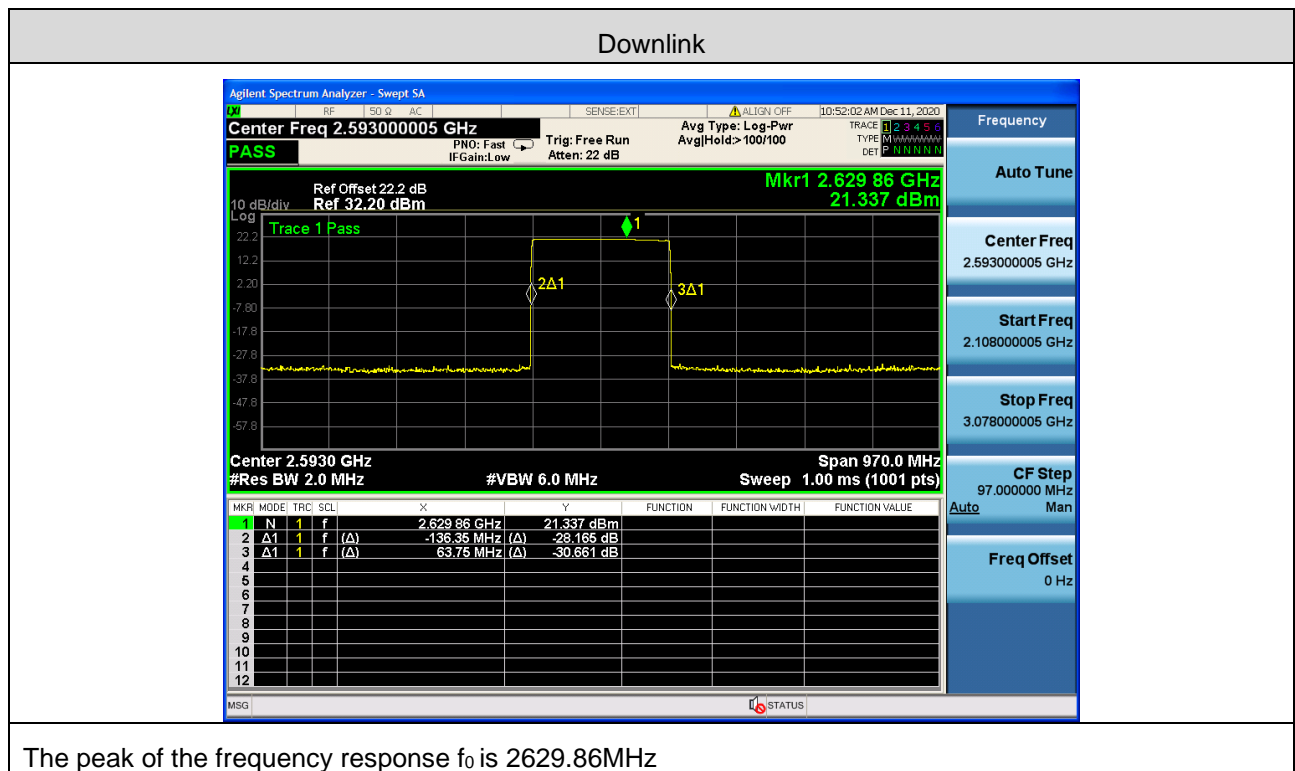 Downlink
Agilent Spectrum Analyzer - Swept SA
LXI RF 50 Ω AC SENSE:EXT ALIGN OFF 10:52:02 AM Dec 11, 2020
Center Freq 2.593000005 GHz
PASS
PNO: Fast
IFGain:Low
Trig: Free Run
Atten: 22 dB
Avg Type: Log-Pwr
Avg|Hold:>100/100
TRACE 1 2 3 4 5 6
TYPE M WWWWW
DET P N N N N N
Mkr1 2.629 86 GHz
21.337 dBm
Ref Offset 22.2 dB
10 dB/div Ref 32.20 dBm
Log
Trace 1 Pass
1
22.2
12.2
2.20
2Δ1
3Δ1
-7.80
-17.8
-27.8
-37.8
-47.8
-57.8
Center 2.5930 GHz Span 970.0 MHz
#Res BW 2.0 MHz #VBW 6.0 MHz Sweep 1.00 ms (1001 pts)
MKR MODE TRC SCL X Y FUNCTION FUNCTION WIDTH FUNCTION VALUE
1 N 1 f 2.629 86 GHz 21.337 dBm
2 Δ1 1 f (Δ) -136.35 MHz (Δ) -28.165 dB
3 Δ1 1 f (Δ) 63.75 MHz (Δ) -30.661 dB
4
5
6
7
8
9
10
11
12
MSG STATUS
Frequency
Auto Tune
Center Freq
2.593000005 GHz
Start Freq
2.108000005 GHz
Stop Freq
3.078000005 GHz
CF Step
97.000000 MHz
Auto Man
Freq Offset
0 Hz
The peak of the frequency response f0 is 2629.86MHz